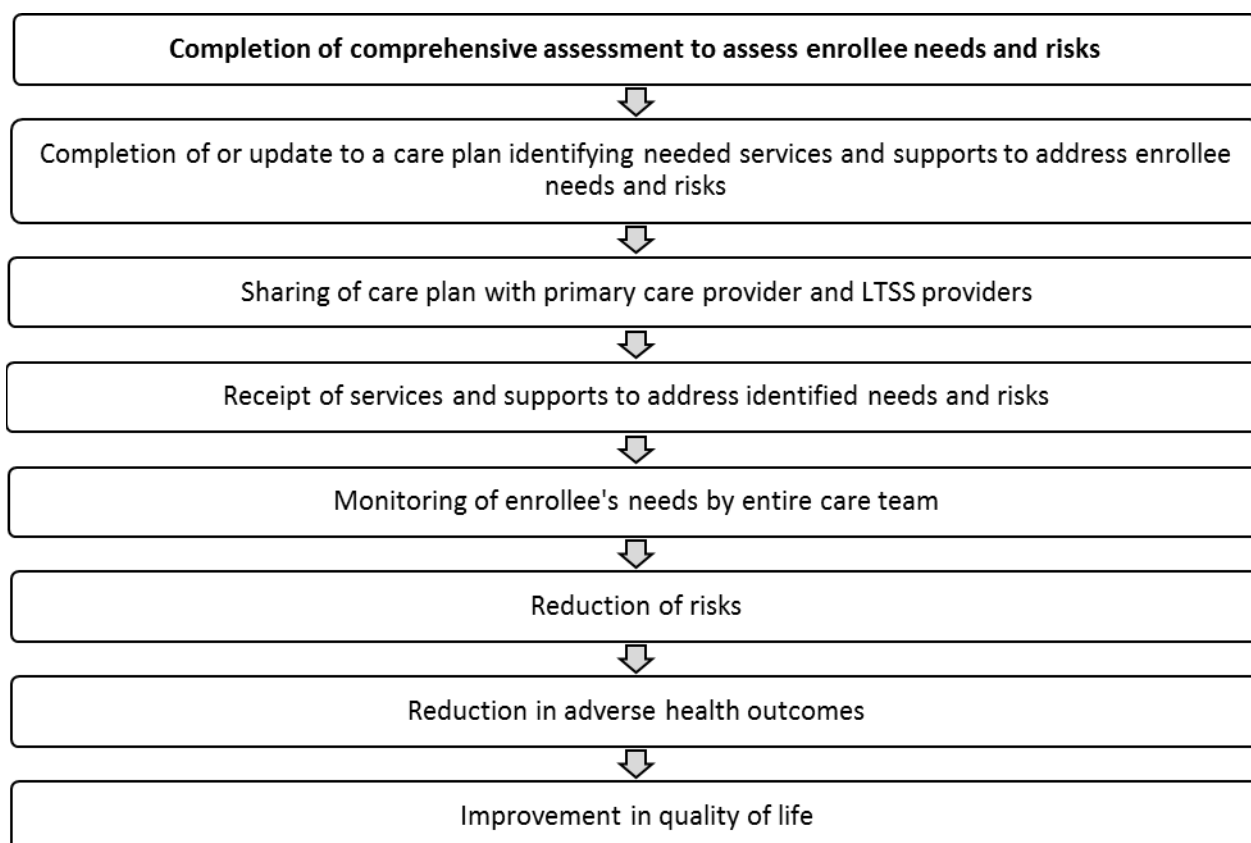 Completion of comprehensive assessment to assess enrollee needs and risks
Completion of or update to a care plan identifying needed services and supports to address enrollee
needs and risks
Sharing of care plan with primary care provider and LTSS providers
Receipt of services and supports to address identified needs and risks
Monitoring of enrollee's needs by entire care team
Reduction of risks
Reduction in adverse health outcomes
Improvement in quality of life